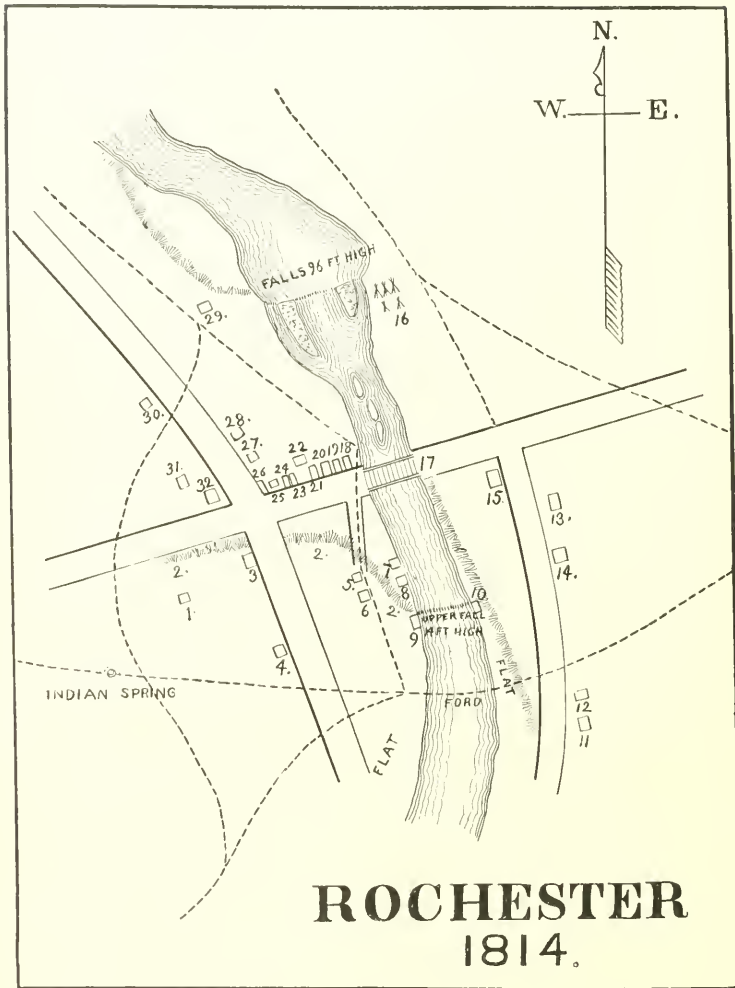 N.
W. E.
FALLS 96 FT HIGH
16
29.
30.
28.
27.
22
20 19 18
31.
32
26
25
24
23
21
17
15
13.
14.
2.
3
2.
1.
5.
6
7
8
2.
9
10
UPPER FALL
14 FT HIGH
4.
INDIAN SPRING
FORD
FLAT
FLAT
12
11
ROCHESTER
1814.